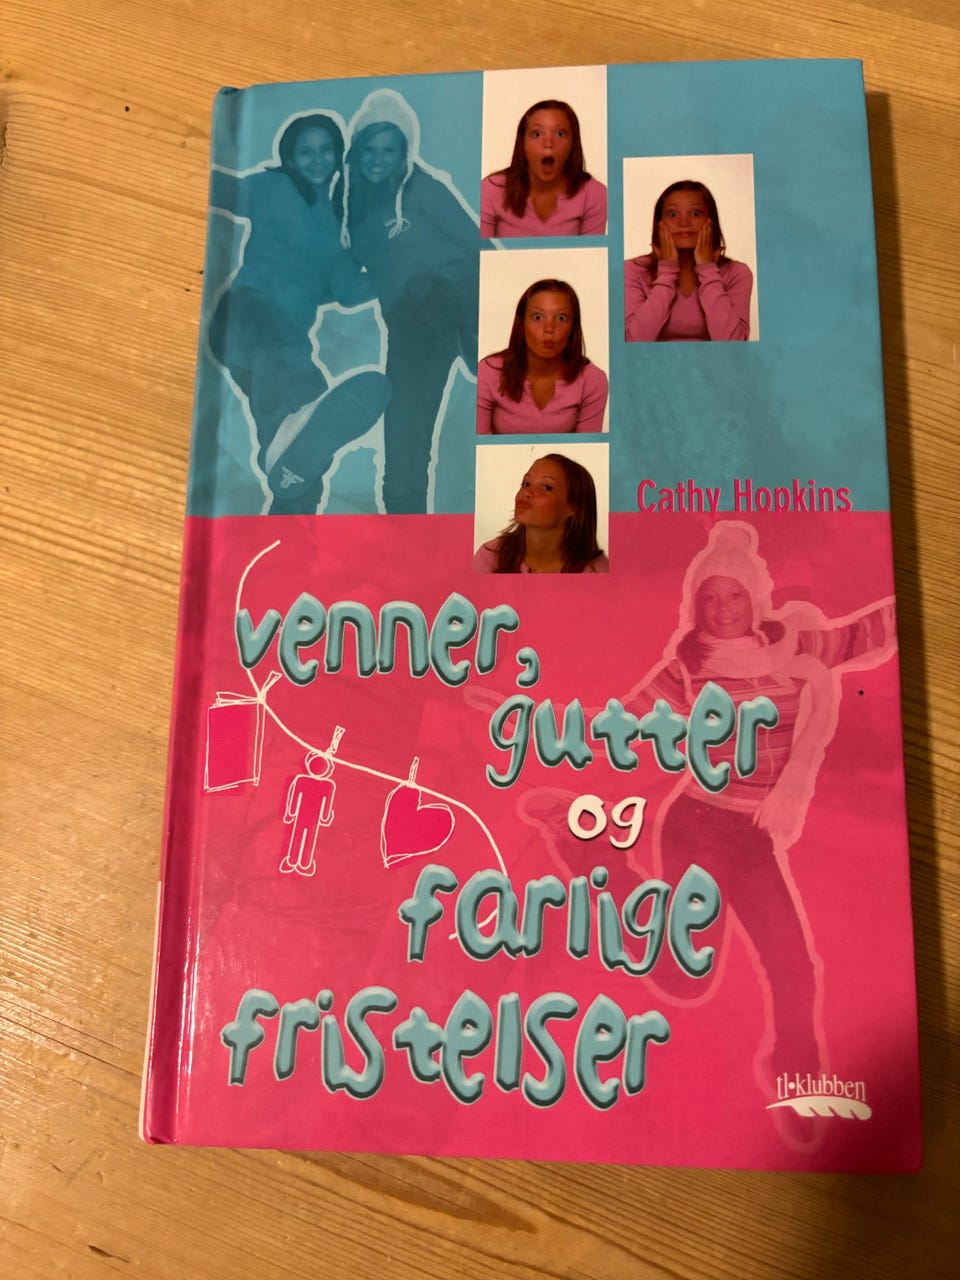 Cathy Hopkins
venner,
gutter
og
farlige
fristelser
tl•klubben